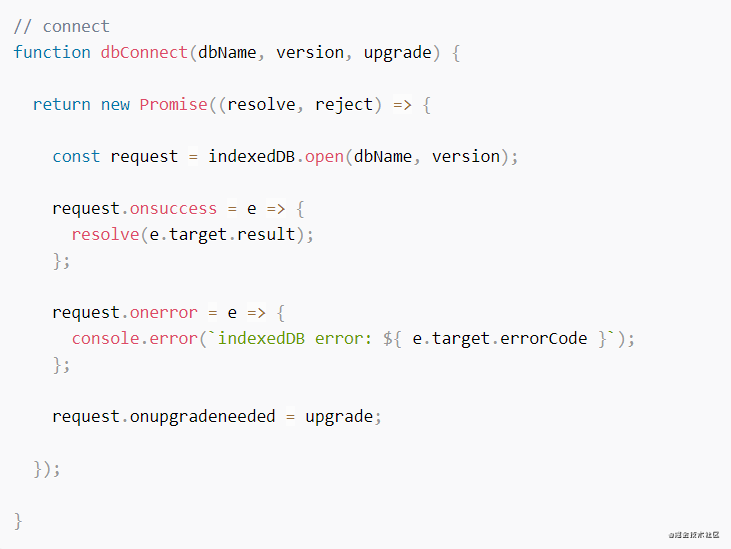 // connect
function dbConnect(dbName, version, upgrade) {
return new Promise((resolve, reject) => {
const request = indexedDB.open(dbName, version);
request.onsuccess = e => {
resolve(e.target.result);
};
request.onerror = e => {
console.error(`indexedDB error: ${ e.target.errorCode }`);
};
request.onupgradeneeded = upgrade;
});
}
@掘金技术社区